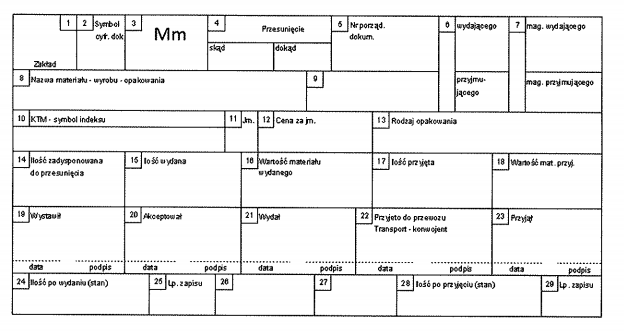 1 2 Symbol 3 Mm 4 Przesunięcie 5 Nr porząd. 6 wydającego 7 mag. wydającego
cyfr. dok dokum.
skąd dokąd
Zakład
przyjmu- mag. przyjmującego
jącego
8 Nazwa materiału - wyrobu - opakowania 9
10 KTM - symbol indeksu 11 Jm. 12 Cena za jm. 13 Rodzaj opakowania
14 Ilość zadysponowana 15 Ilość wydana 16 Wartość materiału 17 Ilość przyjęta 18 Wartość mat. przyj.
do przesunięcia wydanego
19 Wystawił 20 Akceptował 21 Wydał 22 Przyjęto do przewozu 23 Przyjął
Transport - konwojent
data podpis data podpis data podpis data podpis data podpis
24 Ilość po wydaniu (stan) 25 Lp. zapisu 26 27 28 Ilość po przyjęciu (stan) 29 Lp. zapisu